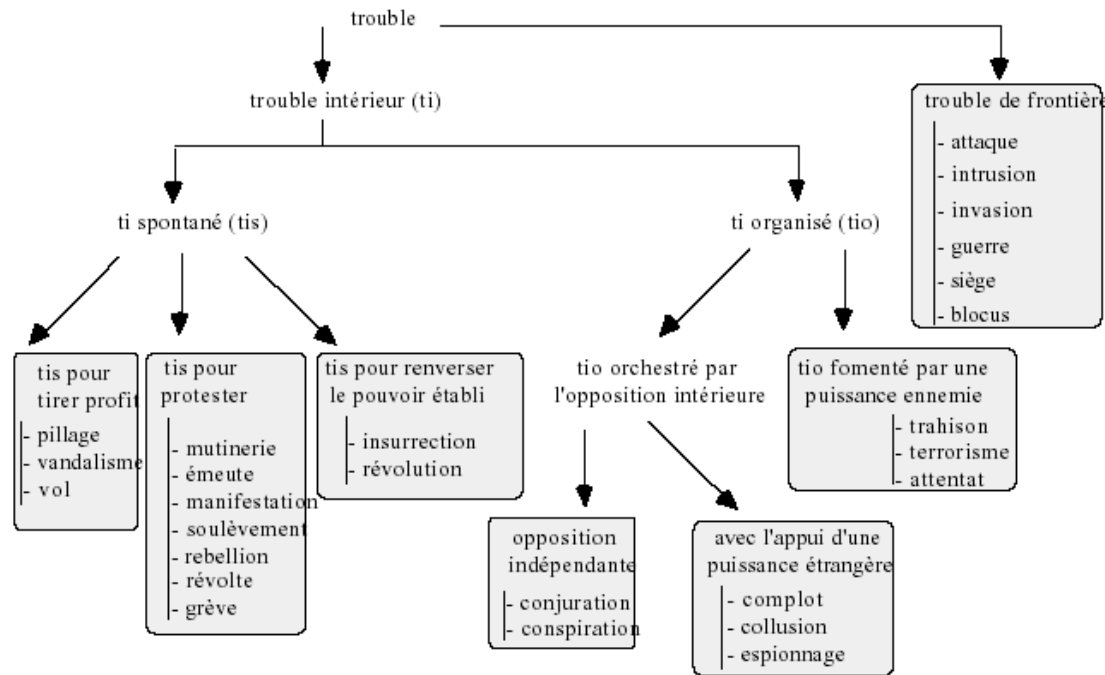 trouble
trouble intérieur (ti)
trouble de frontière
- attaque
- intrusion
- invasion
- guerre
- siège
- blocus
ti spontané (tis)
ti organisé (tio)
tis pour
tirer profit
- pillage
- vandalisme
- vol
tis pour
protester
- mutinerie
- émeute
- manifestation
- soulèvement
- rebellion
- révolte
- grève
tis pour renverser
le pouvoir établi
- insurrection
- révolution
tio orchestré par
l'opposition intérieure
tio fomenté par une
puissance ennemie
- trahison
- terrorisme
- attentat
opposition
indépendante
- conjuration
- conspiration
avec l'appui d'une
puissance étrangère
- complot
- collusion
- espionnage